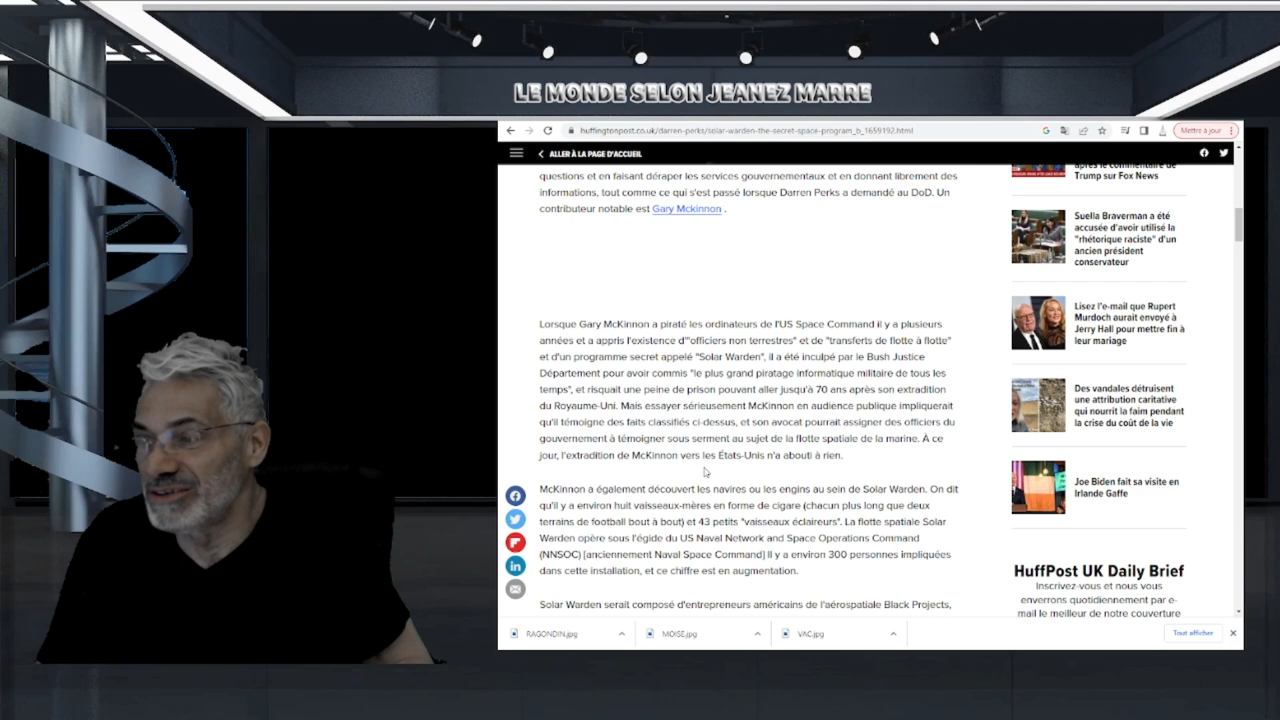 LE MONDE SELON JEANEZ MARRE
huffingtonpost.co.uk/darren-perks/solar-warden-the-secret-space-program_b_1659192.html
Mettre à jour
ALLER À LA PAGE D'ACCUEIL
questions et en faisant déraper les services gouvernementaux et en donnant librement des
informations, tout comme ce qui s'est passé lorsque Darren Perks a demandé au DoD. Un
contributeur notable est Gary Mckinnon .
Lorsque Gary McKinnon a piraté les ordinateurs de l'US Space Command il y a plusieurs
années et a appris l'existence d'"officiers non terrestres" et de "transferts de flotte à flotte"
et d'un programme secret appelé "Solar Warden", il a été inculpé par le Bush Justice
Département pour avoir commis "le plus grand piratage informatique militaire de tous les
temps", et risquait une peine de prison pouvant aller jusqu'à 70 ans après son extradition
du Royaume-Uni. Mais essayer sérieusement McKinnon en audience publique impliquerait
qu'il témoigne des faits classifiés ci-dessus, et son avocat pourrait assigner des officiers du
gouvernement à témoigner sous serment au sujet de la flotte spatiale de la marine. À ce
jour, l'extradition de McKinnon vers les États-Unis n'a abouti à rien.
McKinnon a également découvert les navires ou les engins au sein de Solar Warden. On dit
qu'il y a environ huit vaisseaux-mères en forme de cigare (chacun plus long que deux
terrains de football bout à bout) et 43 petits "vaisseaux éclaireurs". La flotte spatiale Solar
Warden opère sous l'égide du US Naval Network and Space Operations Command
(NNSOC) [anciennement Naval Space Command] Il y a environ 300 personnes impliquées
dans cette installation, et ce chiffre est en augmentation.
Solar Warden serait composé d'entrepreneurs américains de l'aérospatiale Black Projects,
après le commentaire de
Trump sur Fox News
Suella Braverman a été
accusée d'avoir utilisé la
"rhétorique raciste" d'un
ancien président
conservateur
Lisez l'e-mail que Rupert
Murdoch aurait envoyé à
Jerry Hall pour mettre fin à
leur mariage
Des vandales détruisent
une attribution caritative
qui nourrit la faim pendant
la crise du coût de la vie
Joe Biden fait sa visite en
Irlande Gaffe
HuffPost UK Daily Brief
Inscrivez-vous et nous vous
enverrons quotidiennement par e-
mail le meilleur de notre couverture
RAGONDIN.jpg
MOISE.jpg
VAC.jpg
Tout afficher